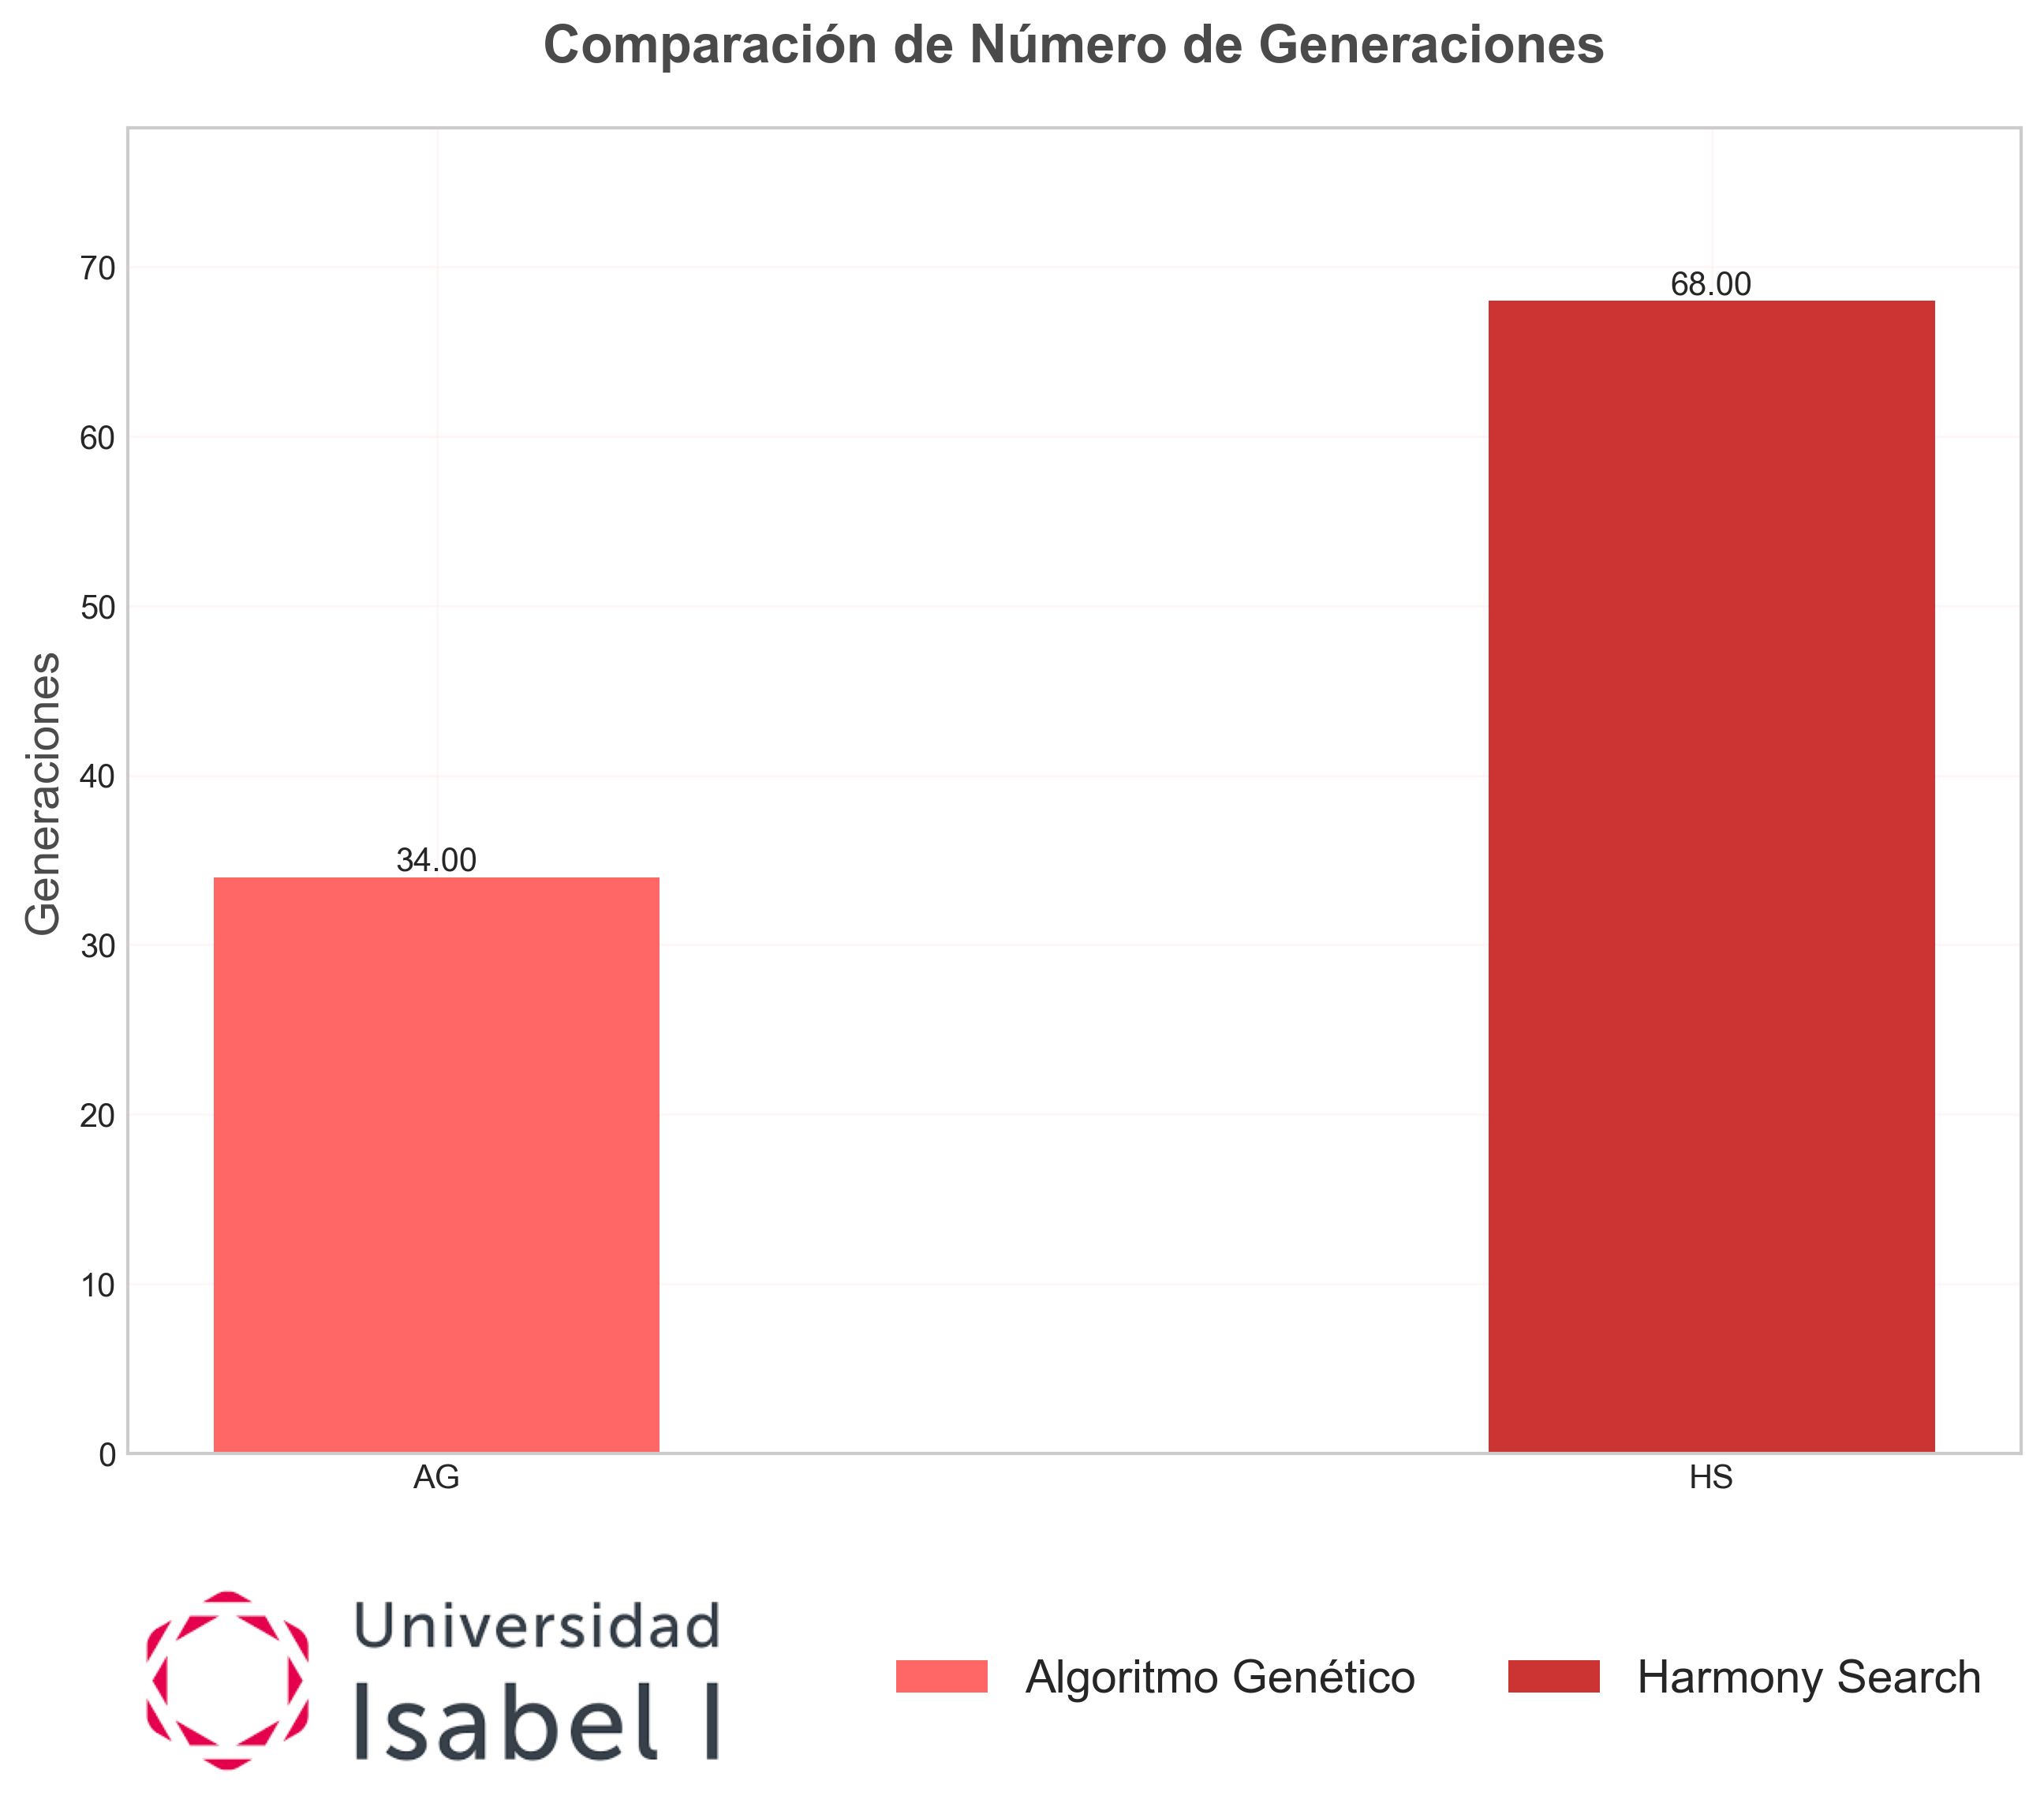 Comparación de Número de Generaciones
Generaciones
70
60
50
40
30
20
10
0
34.00
68.00
AG
HS
Universidad
Isabel I
Algoritmo Genético
Harmony Search